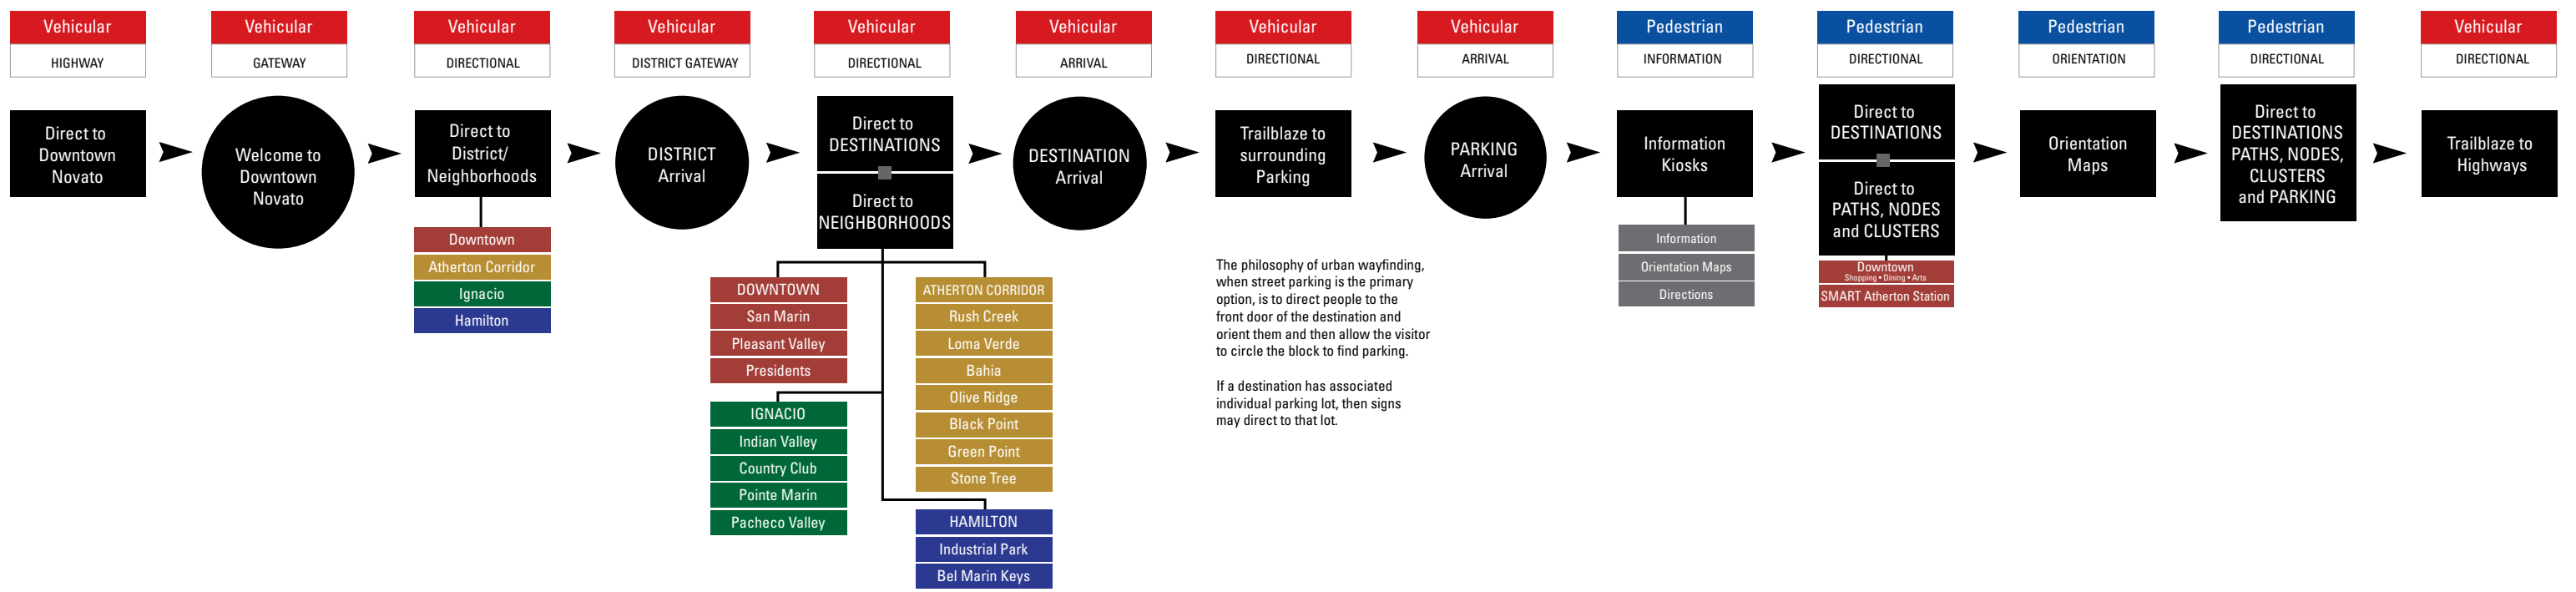 Vehicular
HIGHWAY
Direct to
Downtown
Novato
Vehicular
GATEWAY
Welcome to
Downtown
Novato
Vehicular
DIRECTIONAL
Direct to
District/
Neighborhoods
Downtown
Atherton Corridor
Ignacio
Hamilton
Vehicular
DISTRICT GATEWAY
DISTRICT
Arrival
Vehicular
DIRECTIONAL
Direct to
DESTINATIONS
Direct to
NEIGHBORHOODS
DOWNTOWN
San Marin
Pleasant Valley
Presidents
IGNACIO
Indian Valley
Country Club
Pointe Marin
Pacheco Valley
ATHERTON CORRIDOR
Rush Creek
Loma Verde
Bahia
Olive Ridge
Black Point
Green Point
Stone Tree
HAMILTON
Industrial Park
Bel Marin Keys
Vehicular
ARRIVAL
DESTINATION
Arrival
Vehicular
DIRECTIONAL
Trailblaze to
surrounding
Parking
The philosophy of urban wayfinding,
when street parking is the primary
option, is to direct people to the
front door of the destination and
orient them and then allow the visitor
to circle the block to find parking.
If a destination has associated
individual parking lot, then signs
may direct to that lot.
Vehicular
ARRIVAL
PARKING
Arrival
Pedestrian
INFORMATION
Information
Kiosks
Information
Orientation Maps
Directions
Pedestrian
DIRECTIONAL
Direct to
DESTINATIONS
Direct to
PATHS, NODES
and CLUSTERS
Downtown
Shopping • Dining • Arts
SMART Atherton Station
Pedestrian
ORIENTATION
Orientation
Maps
Pedestrian
DIRECTIONAL
Direct to
DESTINATIONS
PATHS, NODES,
CLUSTERS
and PARKING
Vehicular
DIRECTIONAL
Trailblaze to
Highways